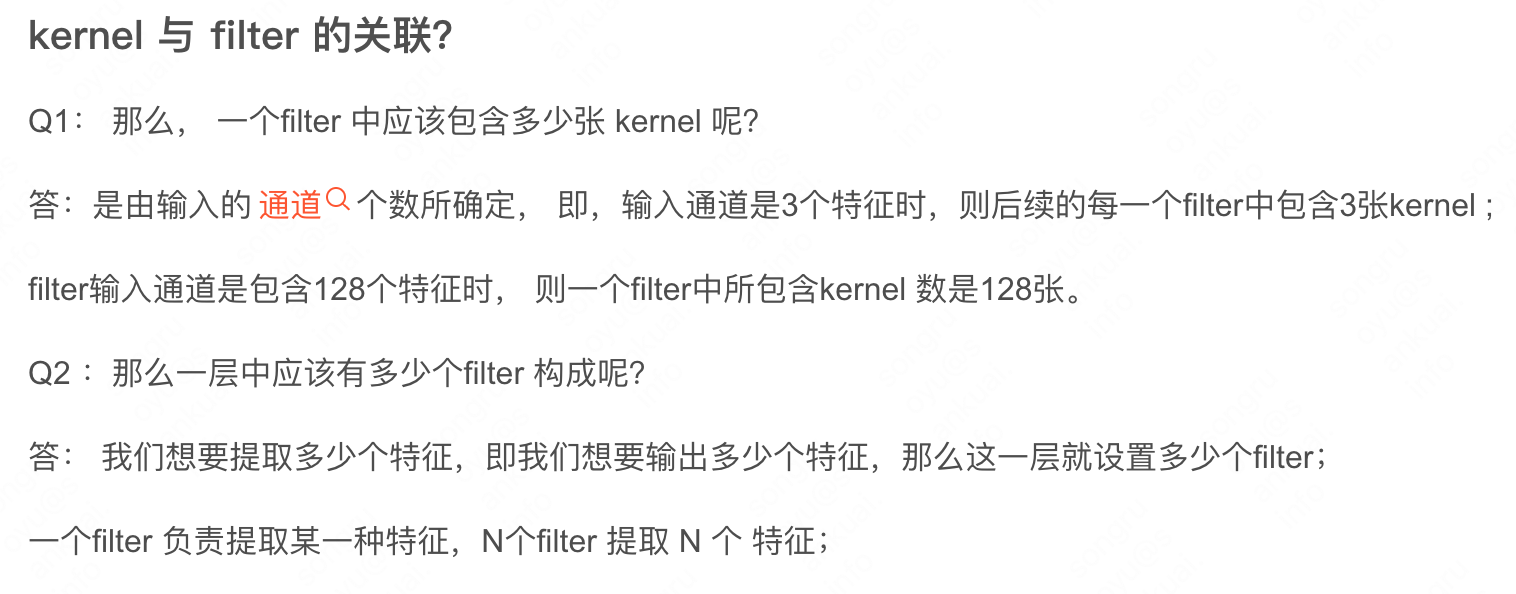 kernel 与 filter 的关联?
Q1： 那么， 一个filter 中应该包含多少张 kernel 呢?
答：是由输入的 通道 个数所确定， 即，输入通道是3个特征时，则后续的每一个filter中包含3张kernel ;
filter输入通道是包含128个特征时， 则一个filter中所包含kernel 数是128张。
Q2 ：那么一层中应该有多少个filter 构成呢?
答： 我们想要提取多少个特征，即我们想要输出多少个特征，那么这一层就设置多少个filter；
一个filter 负责提取某一种特征，N个filter 提取 N 个 特征；